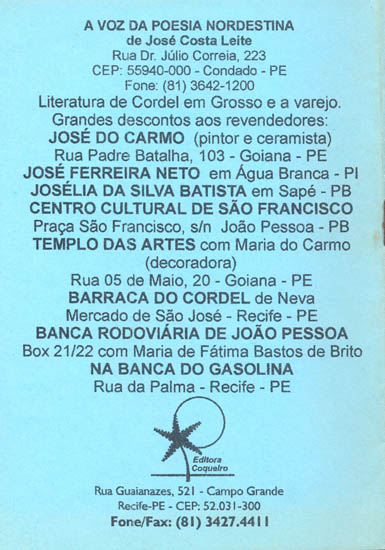 A VOZ DA POESIA NORDESTINA
de José Costa Leite
Rua Dr. Júlio Correia, 223
CEP: 55940-000 - Condado - PE
Fone: (81) 3642-1200
Literatura de Cordel em Grosso e a varejo.
Grandes descontos aos revendedores:
JOSÉ DO CARMO (pintor e ceramista)
Rua Padre Batalha, 103 - Goiana - PE
JOSÉ FERREIRA NETO em Água Branca - PI
JOSÉLIA DA SILVA BATISTA em Sapé - PB
CENTRO CULTURAL DE SÃO FRANCISCO
Praça São Francisco, s/n João Pessoa - PB
TEMPLO DAS ARTES com Maria do Carmo
(decoradora)
Rua 05 de Maio, 20 - Goiana - PE
BARRACA DO CORDEL de Neva
Mercado de São José - Recife - PE
BANCA RODOVIÁRIA DE JOÃO PESSOA
Box 21/22 com Maria de Fátima Bastos de Brito
NA BANCA DO GASOLINA
Rua da Palma - Recife - PE
Editora
Coqueiro
Rua Guaianazes, 521 - Campo Grande
Recife-PE - CEP: 52.031-300
Fone/Fax: (81) 3427.4411